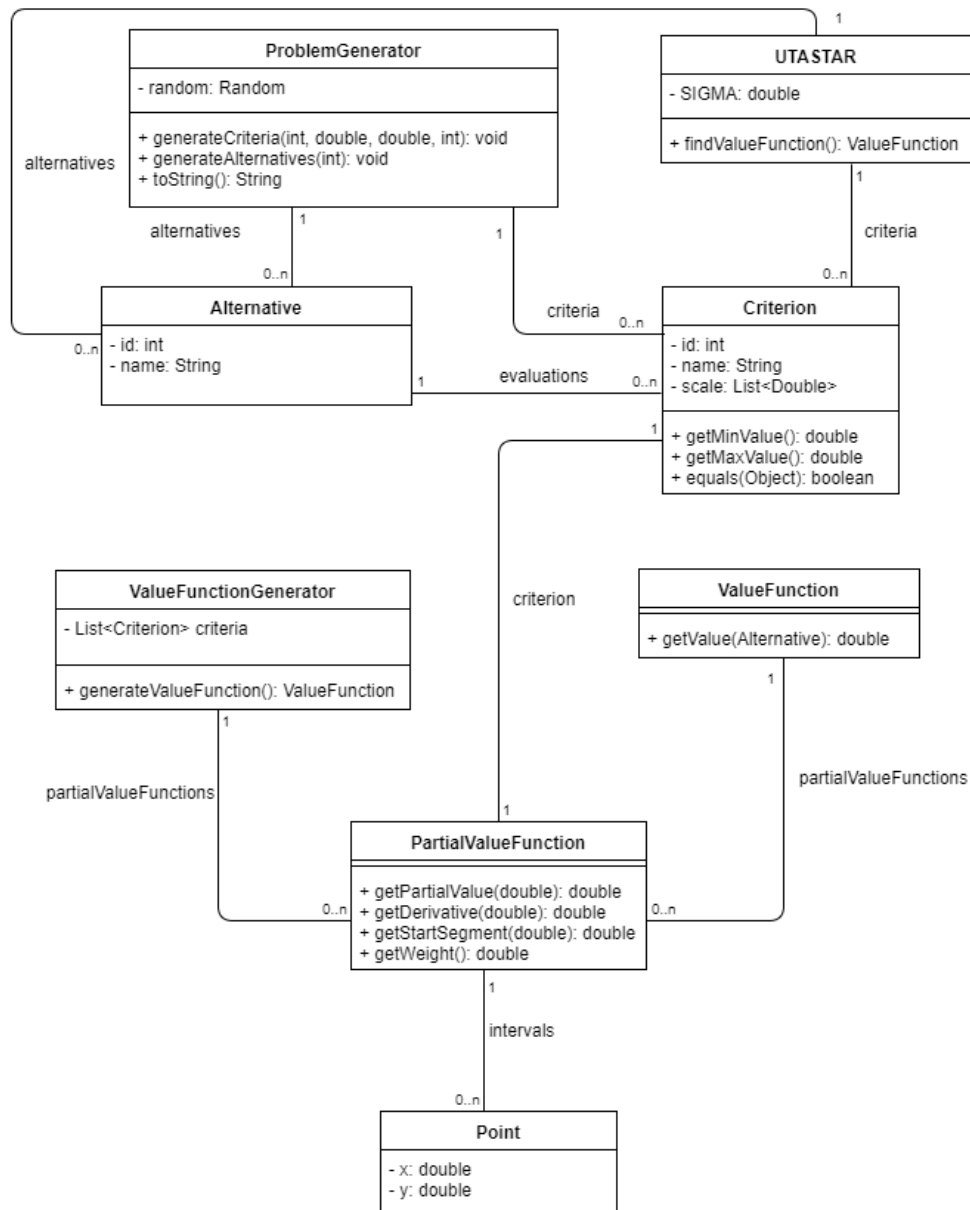 1
ProblemGenerator
- random: Random
+ generateCriteria(int, double, double, int): void
+ generateAlternatives(int): void
+ toString(): String
UTASTAR
- SIGMA: double
+ findValueFunction(): ValueFunction
alternatives
1
1
1
alternatives
criteria
0..n
0..n
Alternative
- id: int
- name: String
0..n
criteria
0..n
Criterion
- id: int
- name: String
- scale: List<Double>
+ getMinValue(): double
+ getMaxValue(): double
+ equals(Object): boolean
evaluations
1
0..n
1
ValueFunctionGenerator
- List<Criterion> criteria
+ generateValueFunction(): ValueFunction
criterion
ValueFunction
+ getValue(Alternative): double
1
1
partialValueFunctions
partialValueFunctions
1
PartialValueFunction
+ getPartialValue(double): double
+ getDerivative(double): double
+ getStartSegment(double): double
+ getWeight(): double
0..n
0..n
1
intervals
0..n
Point
- x: double
- y: double